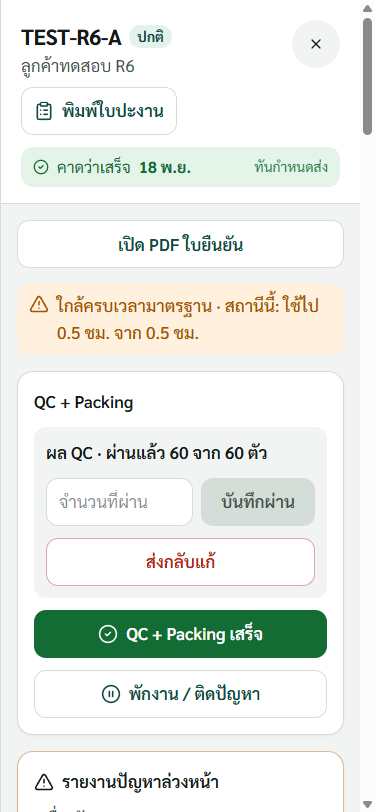 TEST-R6-A ปกติ
ลูกค้าทดสอบ R6
พิมพ์ใบปะงาน
คาดว่าเสร็จ 18 พ.ย. ทันกำหนดส่ง
เปิด PDF ใบยืนยัน
ใกล้ครบเวลามาตรฐาน · สถานีนี้: ใช้ไป
0.5 ชม. จาก 0.5 ชม.
QC + Packing
ผล QC · ผ่านแล้ว 60 จาก 60 ตัว
จำนวนที่ผ่าน บันทึกผ่าน
ส่งกลับแก้
QC + Packing เสร็จ
พักงาน / ติดปัญหา
รายงานปัญหาล่วงหน้า